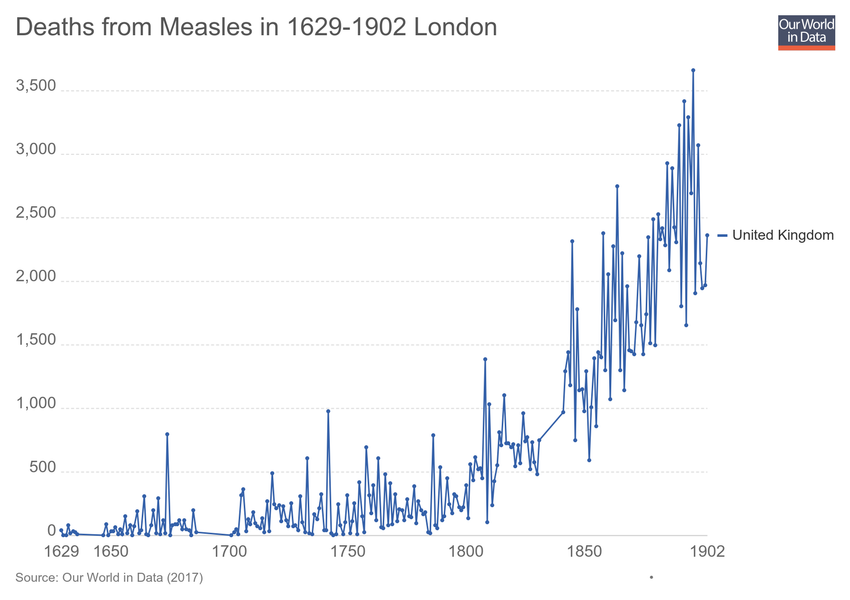 Deaths from Measles in 1629-1902 London
Our World
in Data
3,500
3,000
2,500
2,000
1,500
1,000
500
0
United Kingdom
1629 1650 1700 1750 1800 1850 1902
Source: Our World in Data (2017)